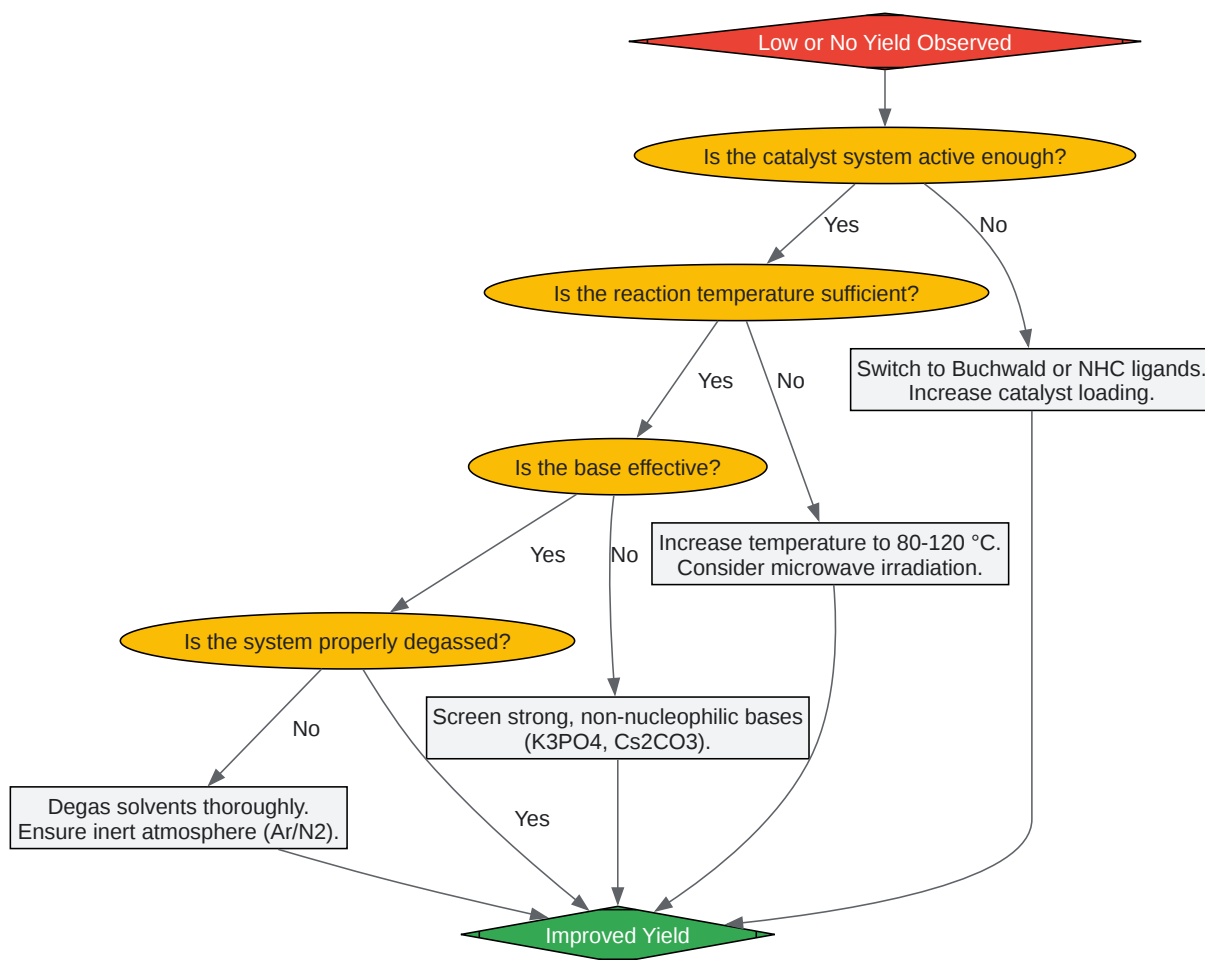 Low or No Yield Observed
Is the catalyst system active enough?
Yes
No
Is the reaction temperature sufficient?
Switch to Buchwald or NHC ligands.
Increase catalyst loading.
Yes
No
Is the base effective?
Increase temperature to 80-120 °C.
Consider microwave irradiation.
Yes
No
Is the system properly degassed?
Screen strong, non-nucleophilic bases
(K3PO4, Cs2CO3).
No
Degas solvents thoroughly.
Ensure inert atmosphere (Ar/N2).
Yes
Improved Yield